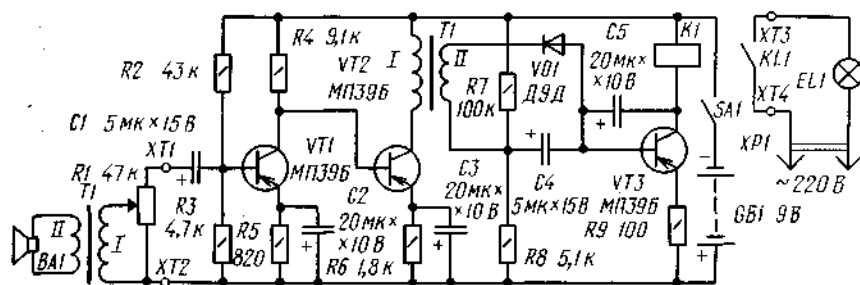 R4 9,1к
T1
C5
K1
20мк×
×10В
XT3
K1.1
EL1
XT4
R2 43к
VT2
МП39Б
I
II
VD1
Д9Д
R7
100к
SA1
C1 5мк×15В
VT1
МП39Б
XP1
~220В
R1 47к
XT1
T1
R3
4,7к
C2
20мк×
×10В
C3
20мк×
×10В
C4
5мк×15В
VT3
МП39Б
GB1 9В
R9 100
II
BA1
I
R5
820
R6 1,8к
R8 5,1к
XT2